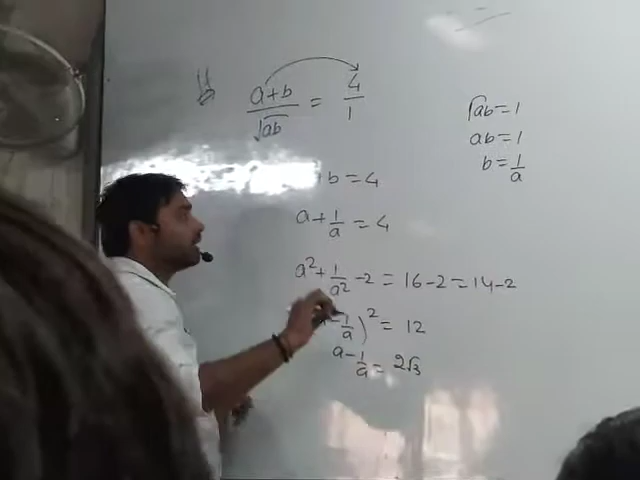 a+b / √ab = 4 / 1
√ab = 1
ab = 1
b = 1/a
b = 4
a + 1/a = 4
a² + 1/a² - 2 = 16 - 2 = 14 - 2
- 1/a )² = 12
a - 1/a = 2√3